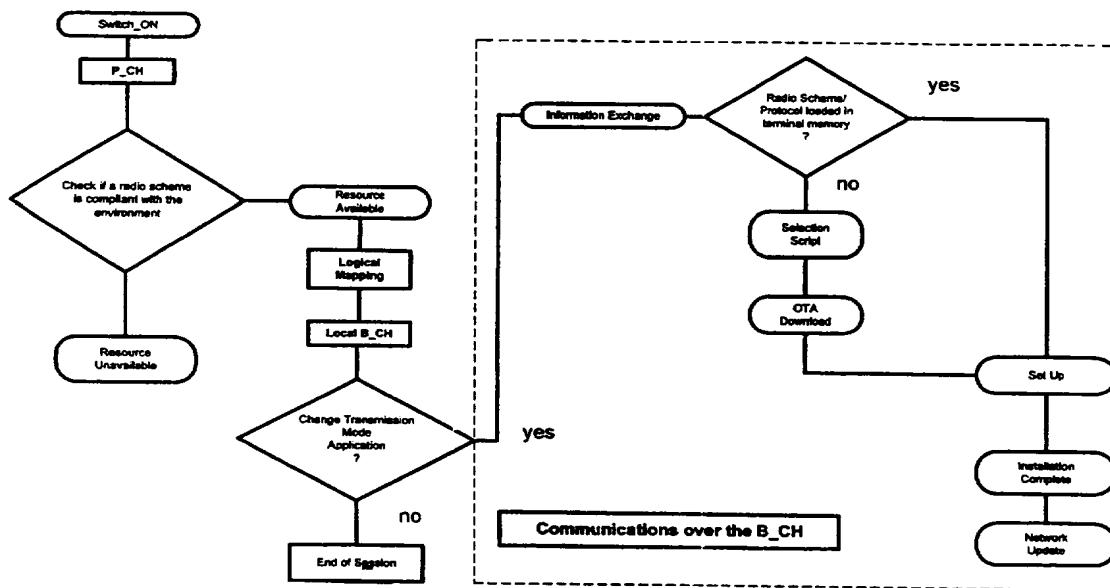 Switch_ON
P_CH
Check if a radio scheme
is compliant with the
environment
Resource
Unavailable
Resource
Available
Logical
Mapping
Local B_CH
Change Transmission
Mode
Application
?
yes
no
End of Session
Information Exchange
Radio Scheme/
Protocol loaded in
terminal memory
?
yes
no
Selection
Script
OTA
Download
Set Up
Installation
Complete
Network
Update
Communications over the B_CH